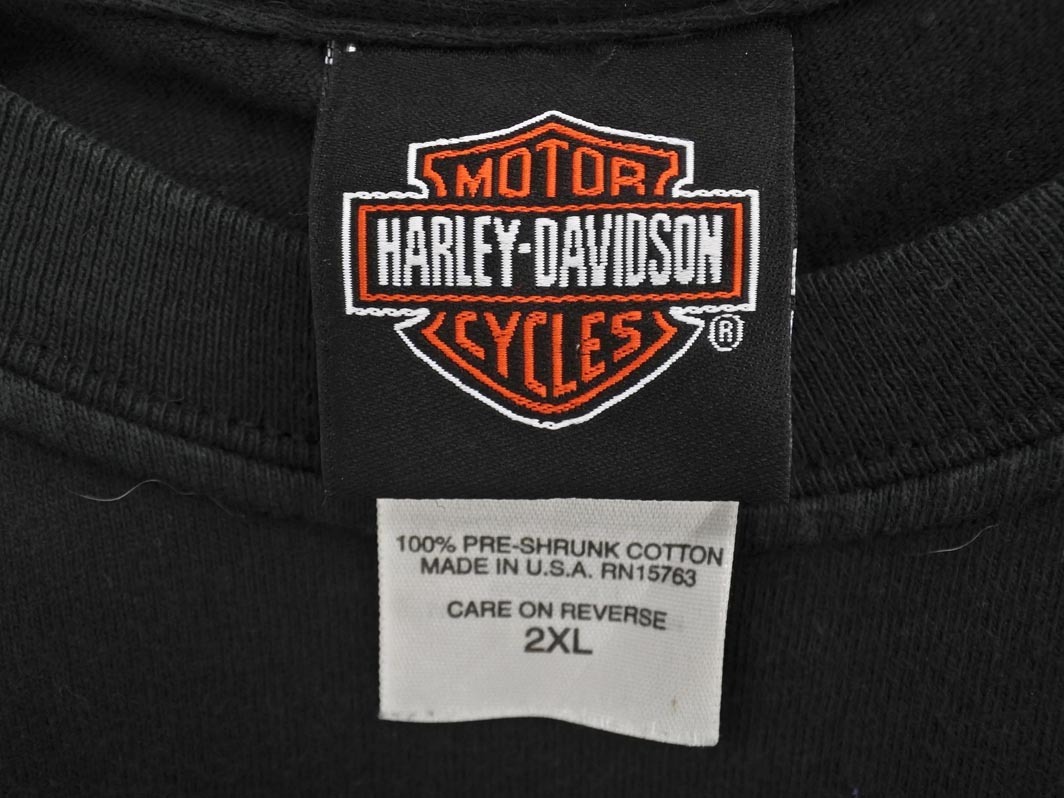 MOTOR
HARLEY-DAVIDSON
CYCLES
®
100% PRE-SHRUNK COTTON
MADE IN U.S.A. RN15763
CARE ON REVERSE
2XL